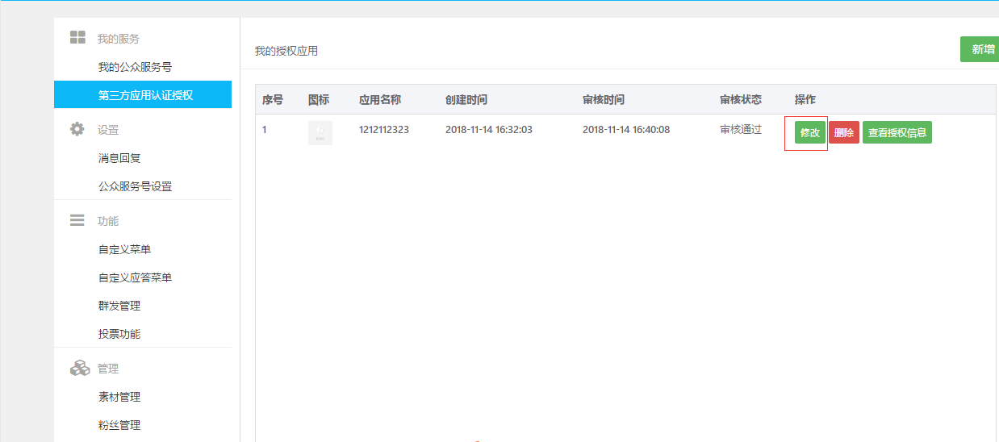 我的服务
我的公众服务号
第三方应用认证授权
设置
消息回复
公众服务号设置
功能
自定义菜单
自定义应答菜单
群发管理
投票功能
管理
素材管理
粉丝管理
我的授权应用
新增
序号 图标 应用名称 创建时间 审核时间 审核状态 操作
1 1212112323 2018-11-14 16:32:03 2018-11-14 16:40:08 审核通过 修改 删除 查看授权信息